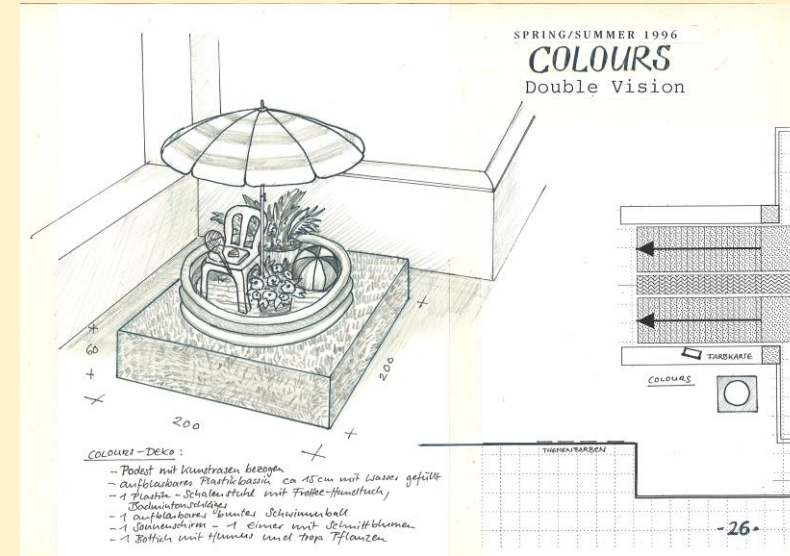 SPRING/SUMMER 1996
COLOURS
Double Vision
60
200
200
COLOURS-DEKO:
- Podest mit Kunstrasen bezogen
- aufblasbares Plastikbassin ca 15cm mit Wasser gefüllt
- 1 Plastik-Schalenstuhl mit Frottee-Handtuch,
Badmintonschläger
- 1 aufblasbarer bunter Schwimmball
- 1 Sonnenschirm - 1 Eimer mit Schnittblumen
- 1 Bottich mit Humus und trop. Pflanzen
FARBKARTE
COLOURS
THEMENFARBEN
-26-